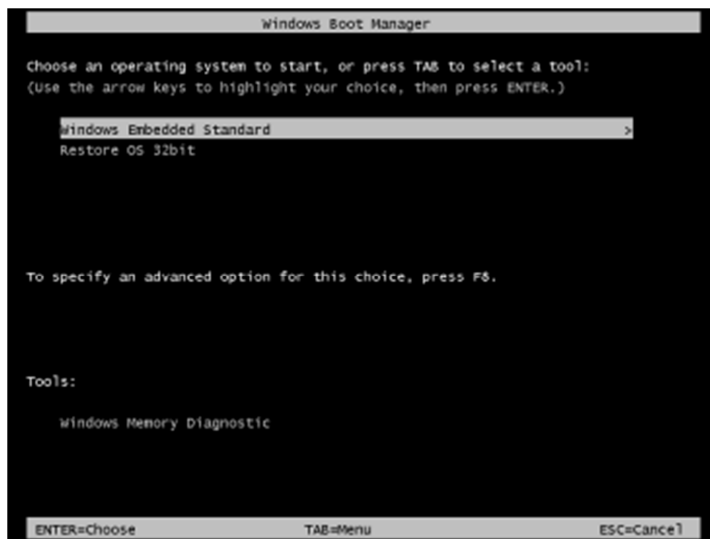 Windows Boot Manager
Choose an operating system to start, or press TAB to select a tool:
(Use the arrow keys to highlight your choice, then press ENTER.)
Windows Embedded Standard >
Restore OS 32bit
To specify an advanced option for this choice, press F8.
Tools:
Windows Memory Diagnostic
ENTER=Choose TAB=Menu ESC=Cancel